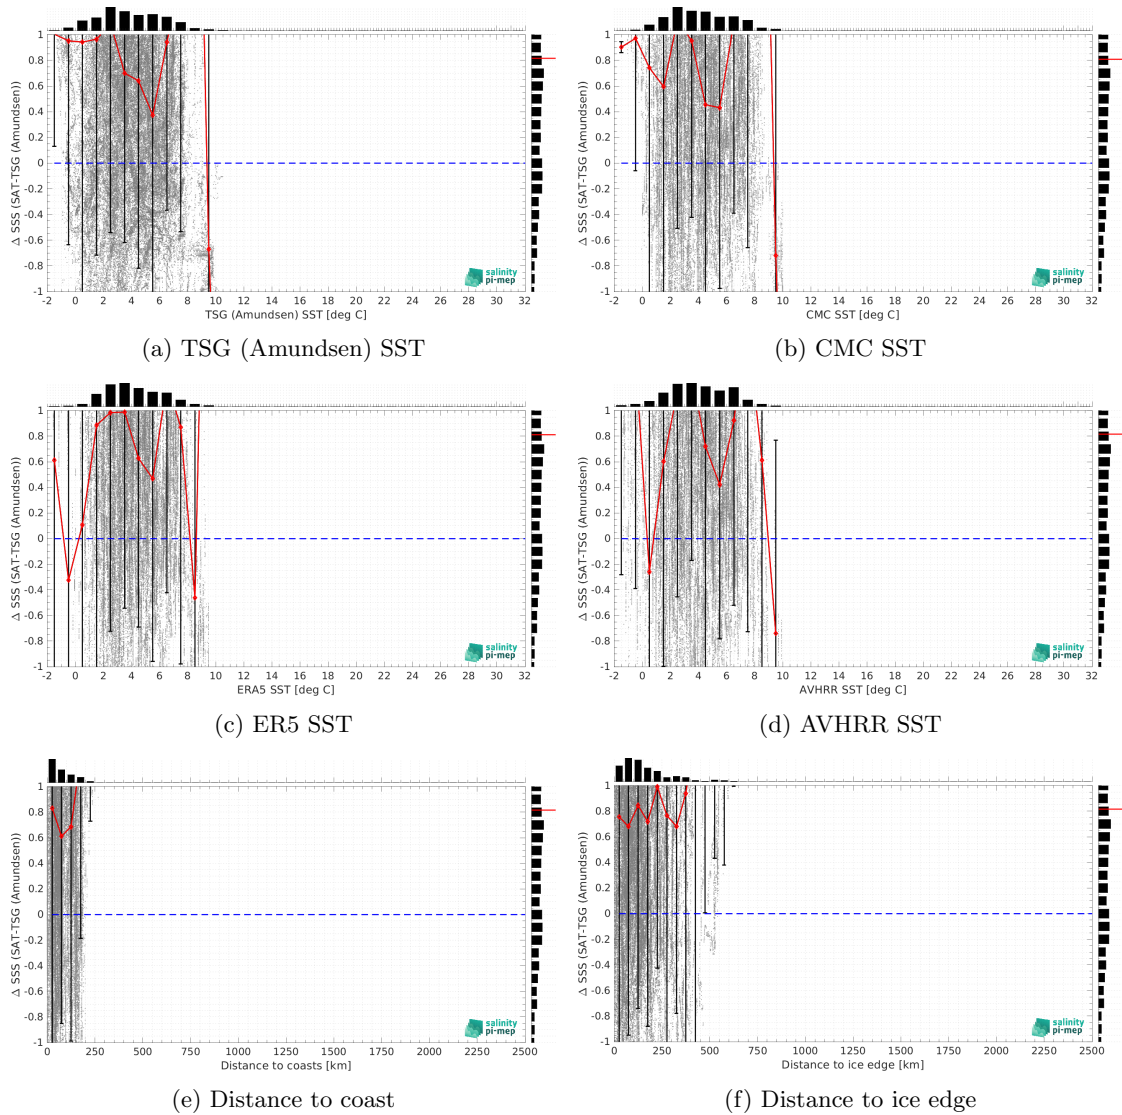 1
0.8
0.6
0.4
0.2
0
-0.2
-0.4
-0.6
-0.8
-1
Δ SSS (SAT-TSG (Amundsen))
salinity
pi-mep
-2 0 2 4 6 8 10 12 14 16 18 20 22 24 26 28 30 32
TSG (Amundsen) SST [deg C]
(a) TSG (Amundsen) SST
1
0.8
0.6
0.4
0.2
0
-0.2
-0.4
-0.6
-0.8
-1
Δ SSS (SAT-TSG (Amundsen))
salinity
pi-mep
-2 0 2 4 6 8 10 12 14 16 18 20 22 24 26 28 30 32
CMC SST [deg C]
(b) CMC SST
1
0.8
0.6
0.4
0.2
0
-0.2
-0.4
-0.6
-0.8
-1
Δ SSS (SAT-TSG (Amundsen))
salinity
pi-mep
-2 0 2 4 6 8 10 12 14 16 18 20 22 24 26 28 30 32
ERA5 SST [deg C]
(c) ER5 SST
1
0.8
0.6
0.4
0.2
0
-0.2
-0.4
-0.6
-0.8
-1
Δ SSS (SAT-TSG (Amundsen))
salinity
pi-mep
-2 0 2 4 6 8 10 12 14 16 18 20 22 24 26 28 30 32
AVHRR SST [deg C]
(d) AVHRR SST
1
0.8
0.6
0.4
0.2
0
-0.2
-0.4
-0.6
-0.8
-1
Δ SSS (SAT-TSG (Amundsen))
salinity
pi-mep
0 250 500 750 1000 1250 1500 1750 2000 2250 2500
Distance to coasts [km]
(e) Distance to coast
1
0.8
0.6
0.4
0.2
0
-0.2
-0.4
-0.6
-0.8
-1
Δ SSS (SAT-TSG (Amundsen))
salinity
pi-mep
0 250 500 750 1000 1250 1500 1750 2000 2250 2500
Distance to ice edge [km]
(f) Distance to ice edge